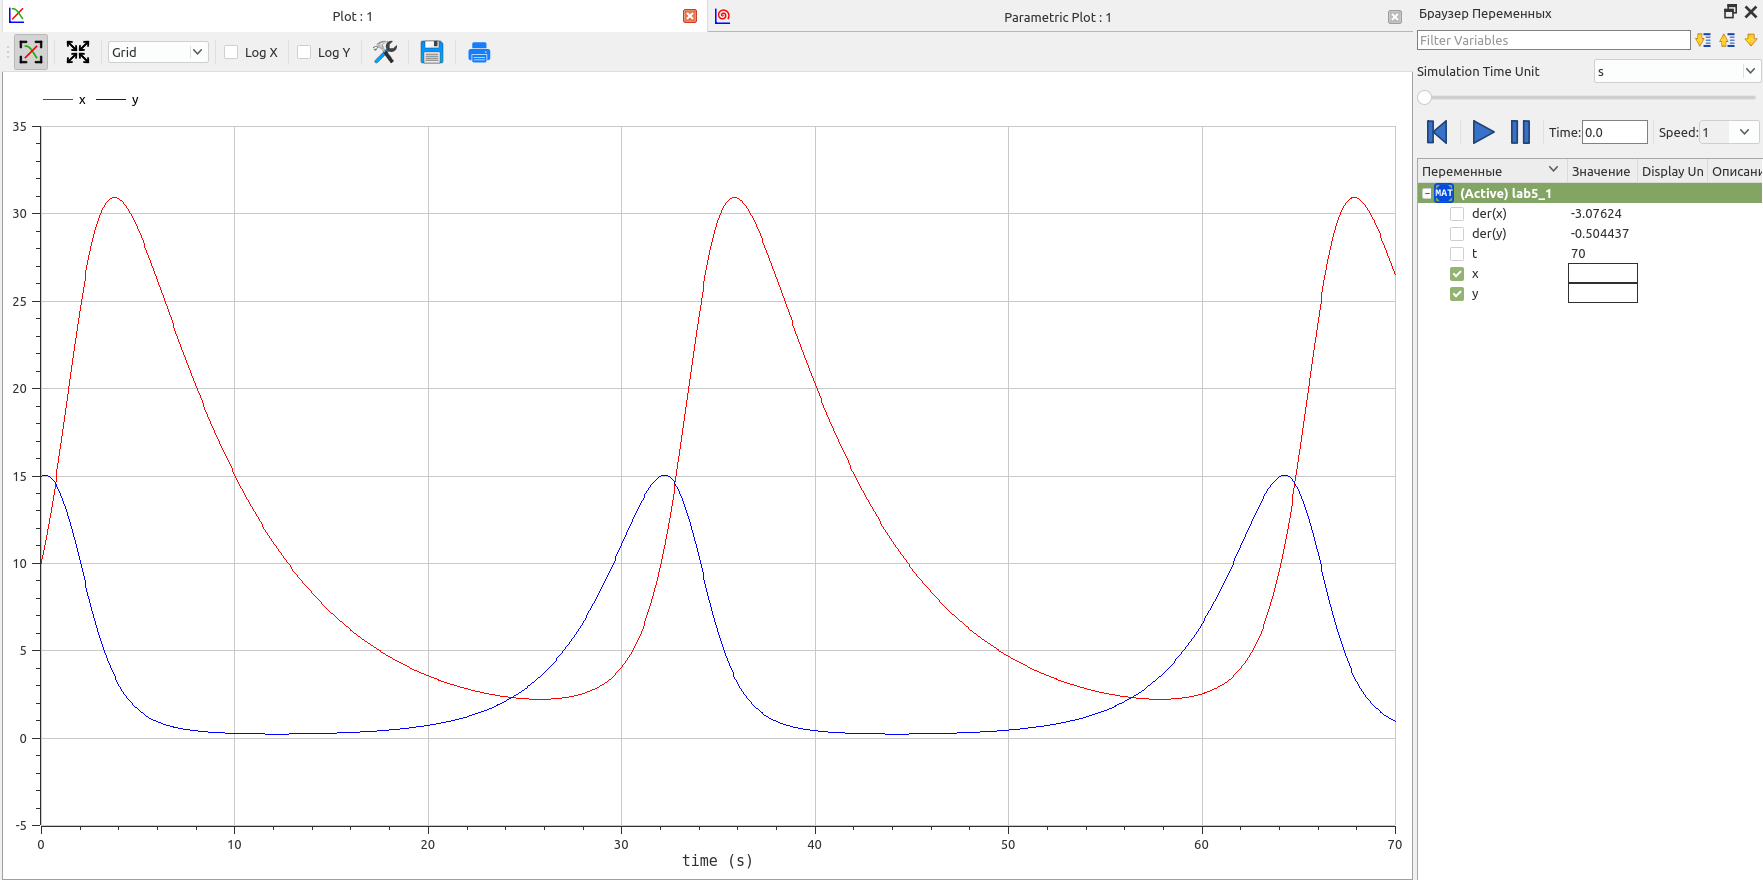 Plot : 1
Parametric Plot : 1
Браузер Переменных
Grid
Log X
Log Y
Filter Variables
Simulation Time Unit
s
Time: 0.0
Speed: 1
Переменные
Значение
Display Un
Описани
MAT (Active) lab5_1
der(x) -3.07624
der(y) -0.504437
t 70
x
y
x
y
35
30
25
20
15
10
5
0
-5
0 10 20 30 40 50 60 70
time (s)